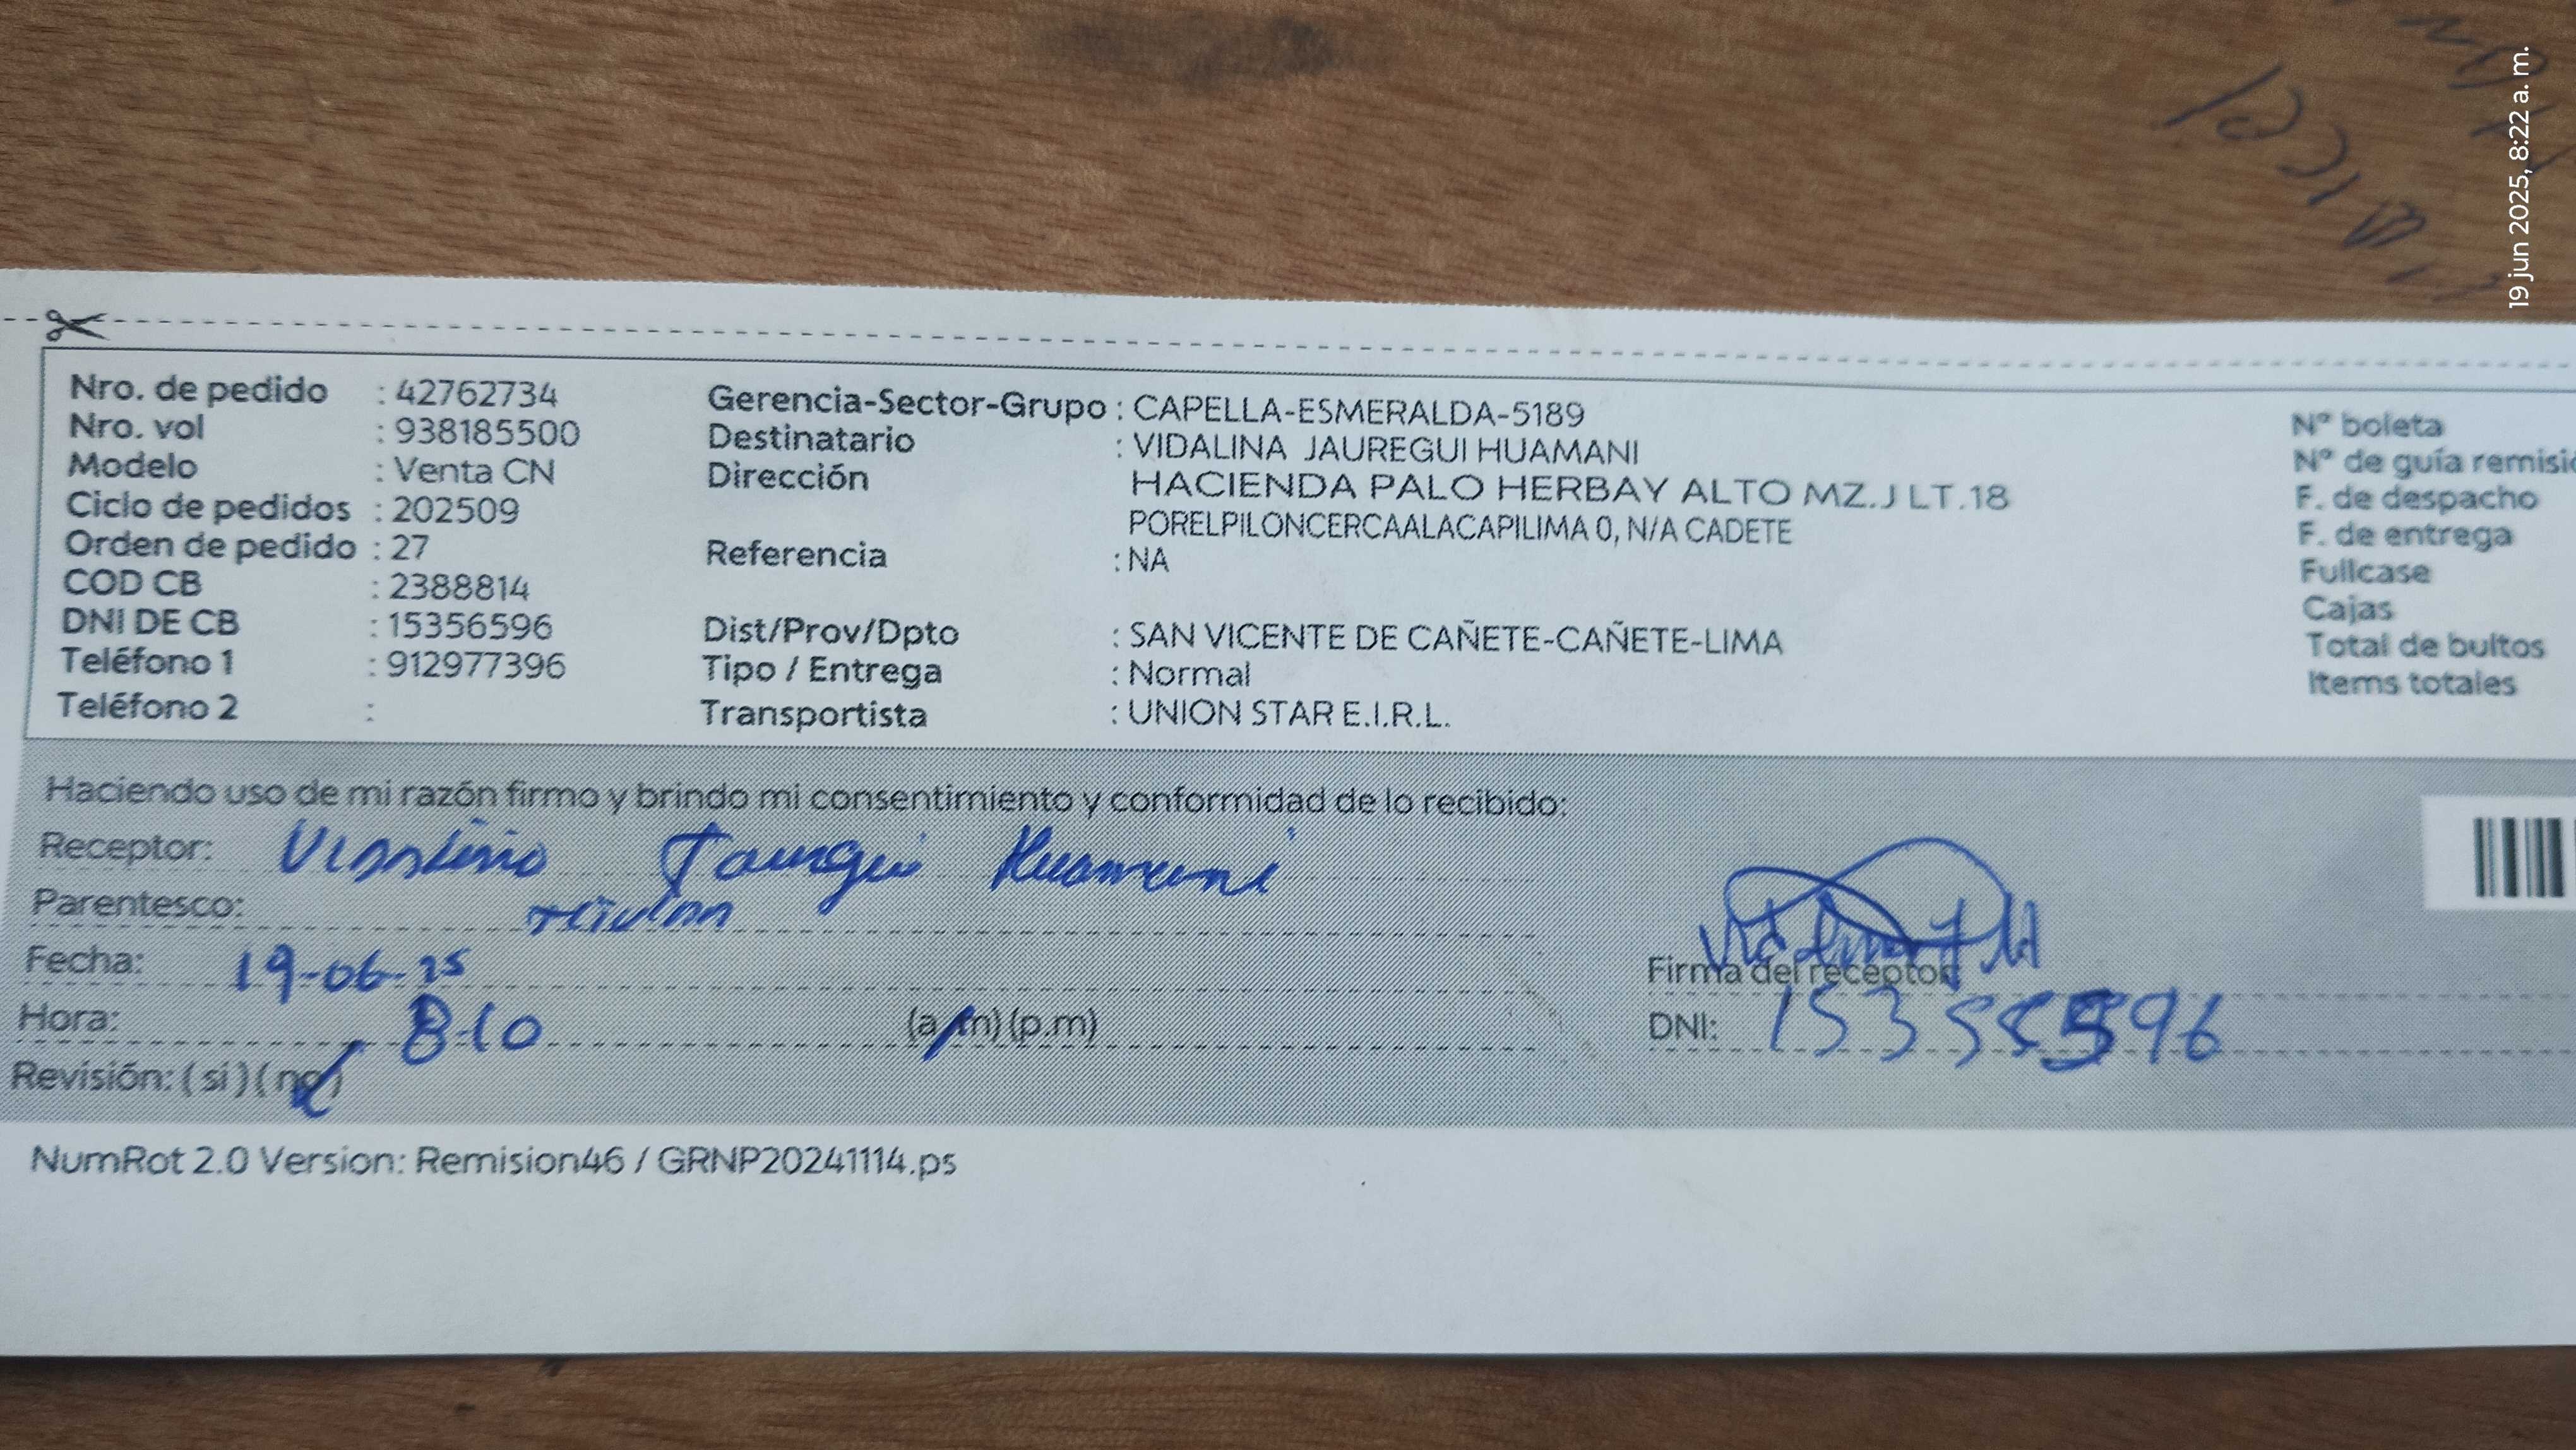 19 jun 2025, 8:22 a. m.
Nro. de pedido : 42762734
Nro. vol : 938185500
Modelo : Venta CN
Ciclo de pedidos : 202509
Orden de pedido : 27
COD CB : 2388814
DNI DE CB : 15356596
Teléfono 1 : 912977396
Teléfono 2 :
Gerencia-Sector-Grupo : CAPELLA-ESMERALDA-5189
Destinatario : VIDALINA JAUREGUI HUAMANI
Dirección HACIENDA PALO HERBAY ALTO MZ.J LT.18
PORELPILONCERCAALACAPILIMA 0, N/A CADETE
Referencia : NA
Dist/Prov/Dpto : SAN VICENTE DE CAÑETE-CAÑETE-LIMA
Tipo / Entrega : Normal
Transportista : UNION STAR E.I.R.L.
N° boleta
N° de guía remisió
F. de despacho
F. de entrega
Fullcase
Cajas
Total de bultos
Items totales
Haciendo uso de mi razón firmo y brindo mi consentimiento y conformidad de lo recibido:
Receptor: Huamani
Parentesco:
Fecha: 19-06-25
Hora: 8-10 (a.m) (p.m)
Revisión: ( sí ) ( no )
Firma del receptor:
DNI:
NumRot 2.0 Version: Remision46 / GRNP20241114.ps